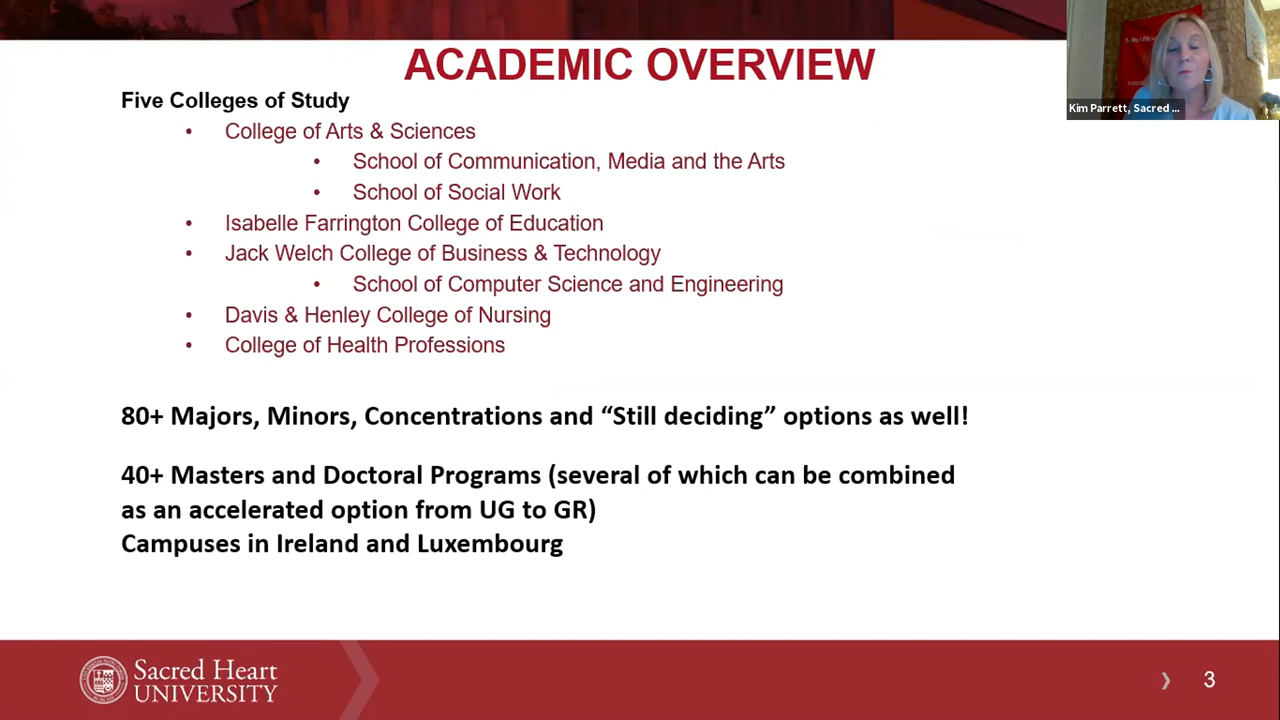 ACADEMIC OVERVIEW
Kim Parrett, Sacred ...
Five Colleges of Study
• College of Arts & Sciences
• School of Communication, Media and the Arts
• School of Social Work
• Isabelle Farrington College of Education
• Jack Welch College of Business & Technology
• School of Computer Science and Engineering
• Davis & Henley College of Nursing
• College of Health Professions
80+ Majors, Minors, Concentrations and “Still deciding” options as well!
40+ Masters and Doctoral Programs (several of which can be combined
as an accelerated option from UG to GR)
Campuses in Ireland and Luxembourg
Sacred Heart
UNIVERSITY
3